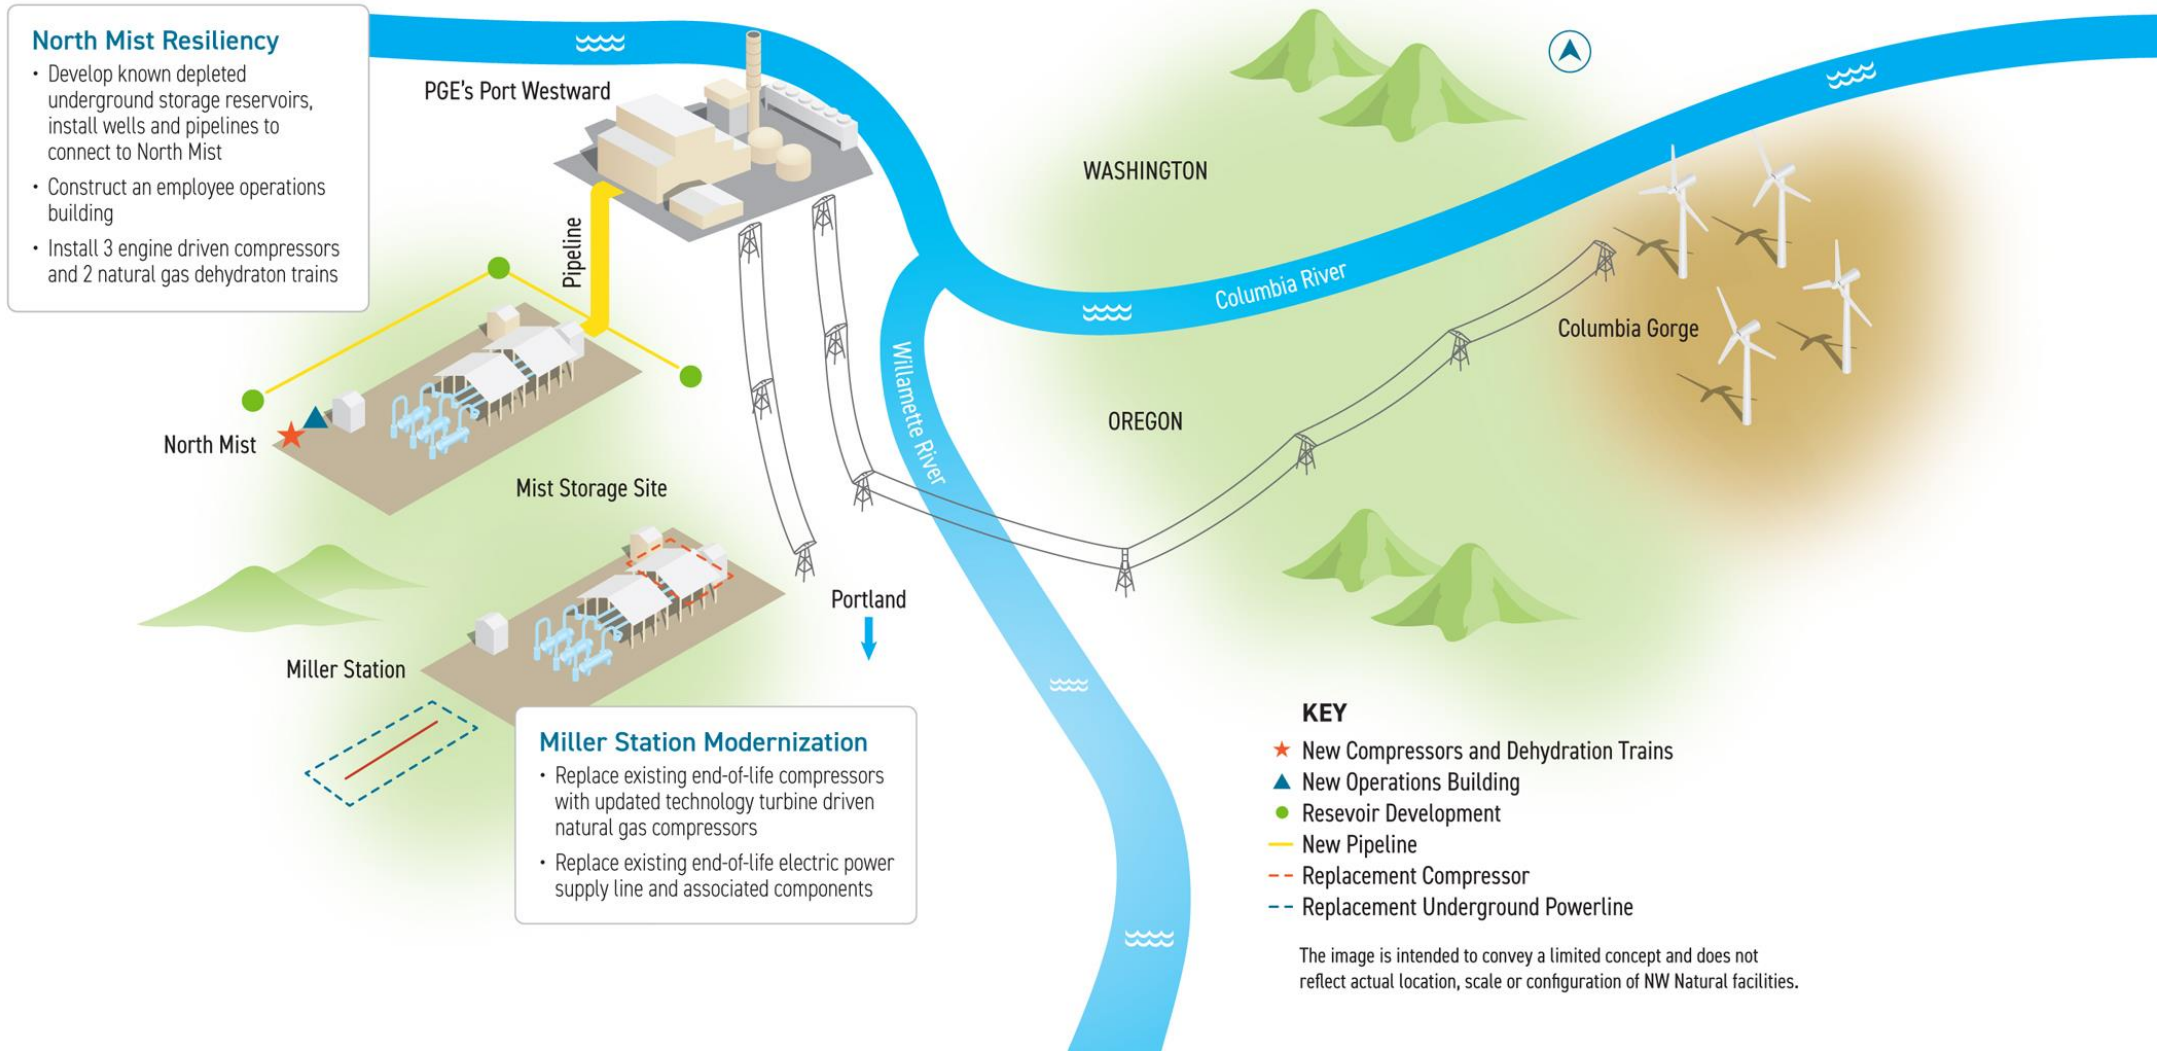 North Mist Resiliency
• Develop known depleted
underground storage reservoirs,
install wells and pipelines to
connect to North Mist
• Construct an employee operations
building
• Install 3 engine driven compressors
and 2 natural gas dehydraton trains
PGE's Port Westward
WASHINGTON
Pipeline
Columbia River
Columbia Gorge
Willamette River
OREGON
North Mist
Mist Storage Site
Portland
Miller Station
Miller Station Modernization
• Replace existing end-of-life compressors
with updated technology turbine driven
natural gas compressors
• Replace existing end-of-life electric power
supply line and associated components
KEY
New Compressors and Dehydration Trains
New Operations Building
Resevoir Development
New Pipeline
Replacement Compressor
Replacement Underground Powerline
The image is intended to convey a limited concept and does not
reflect actual location, scale or configuration of NW Natural facilities.